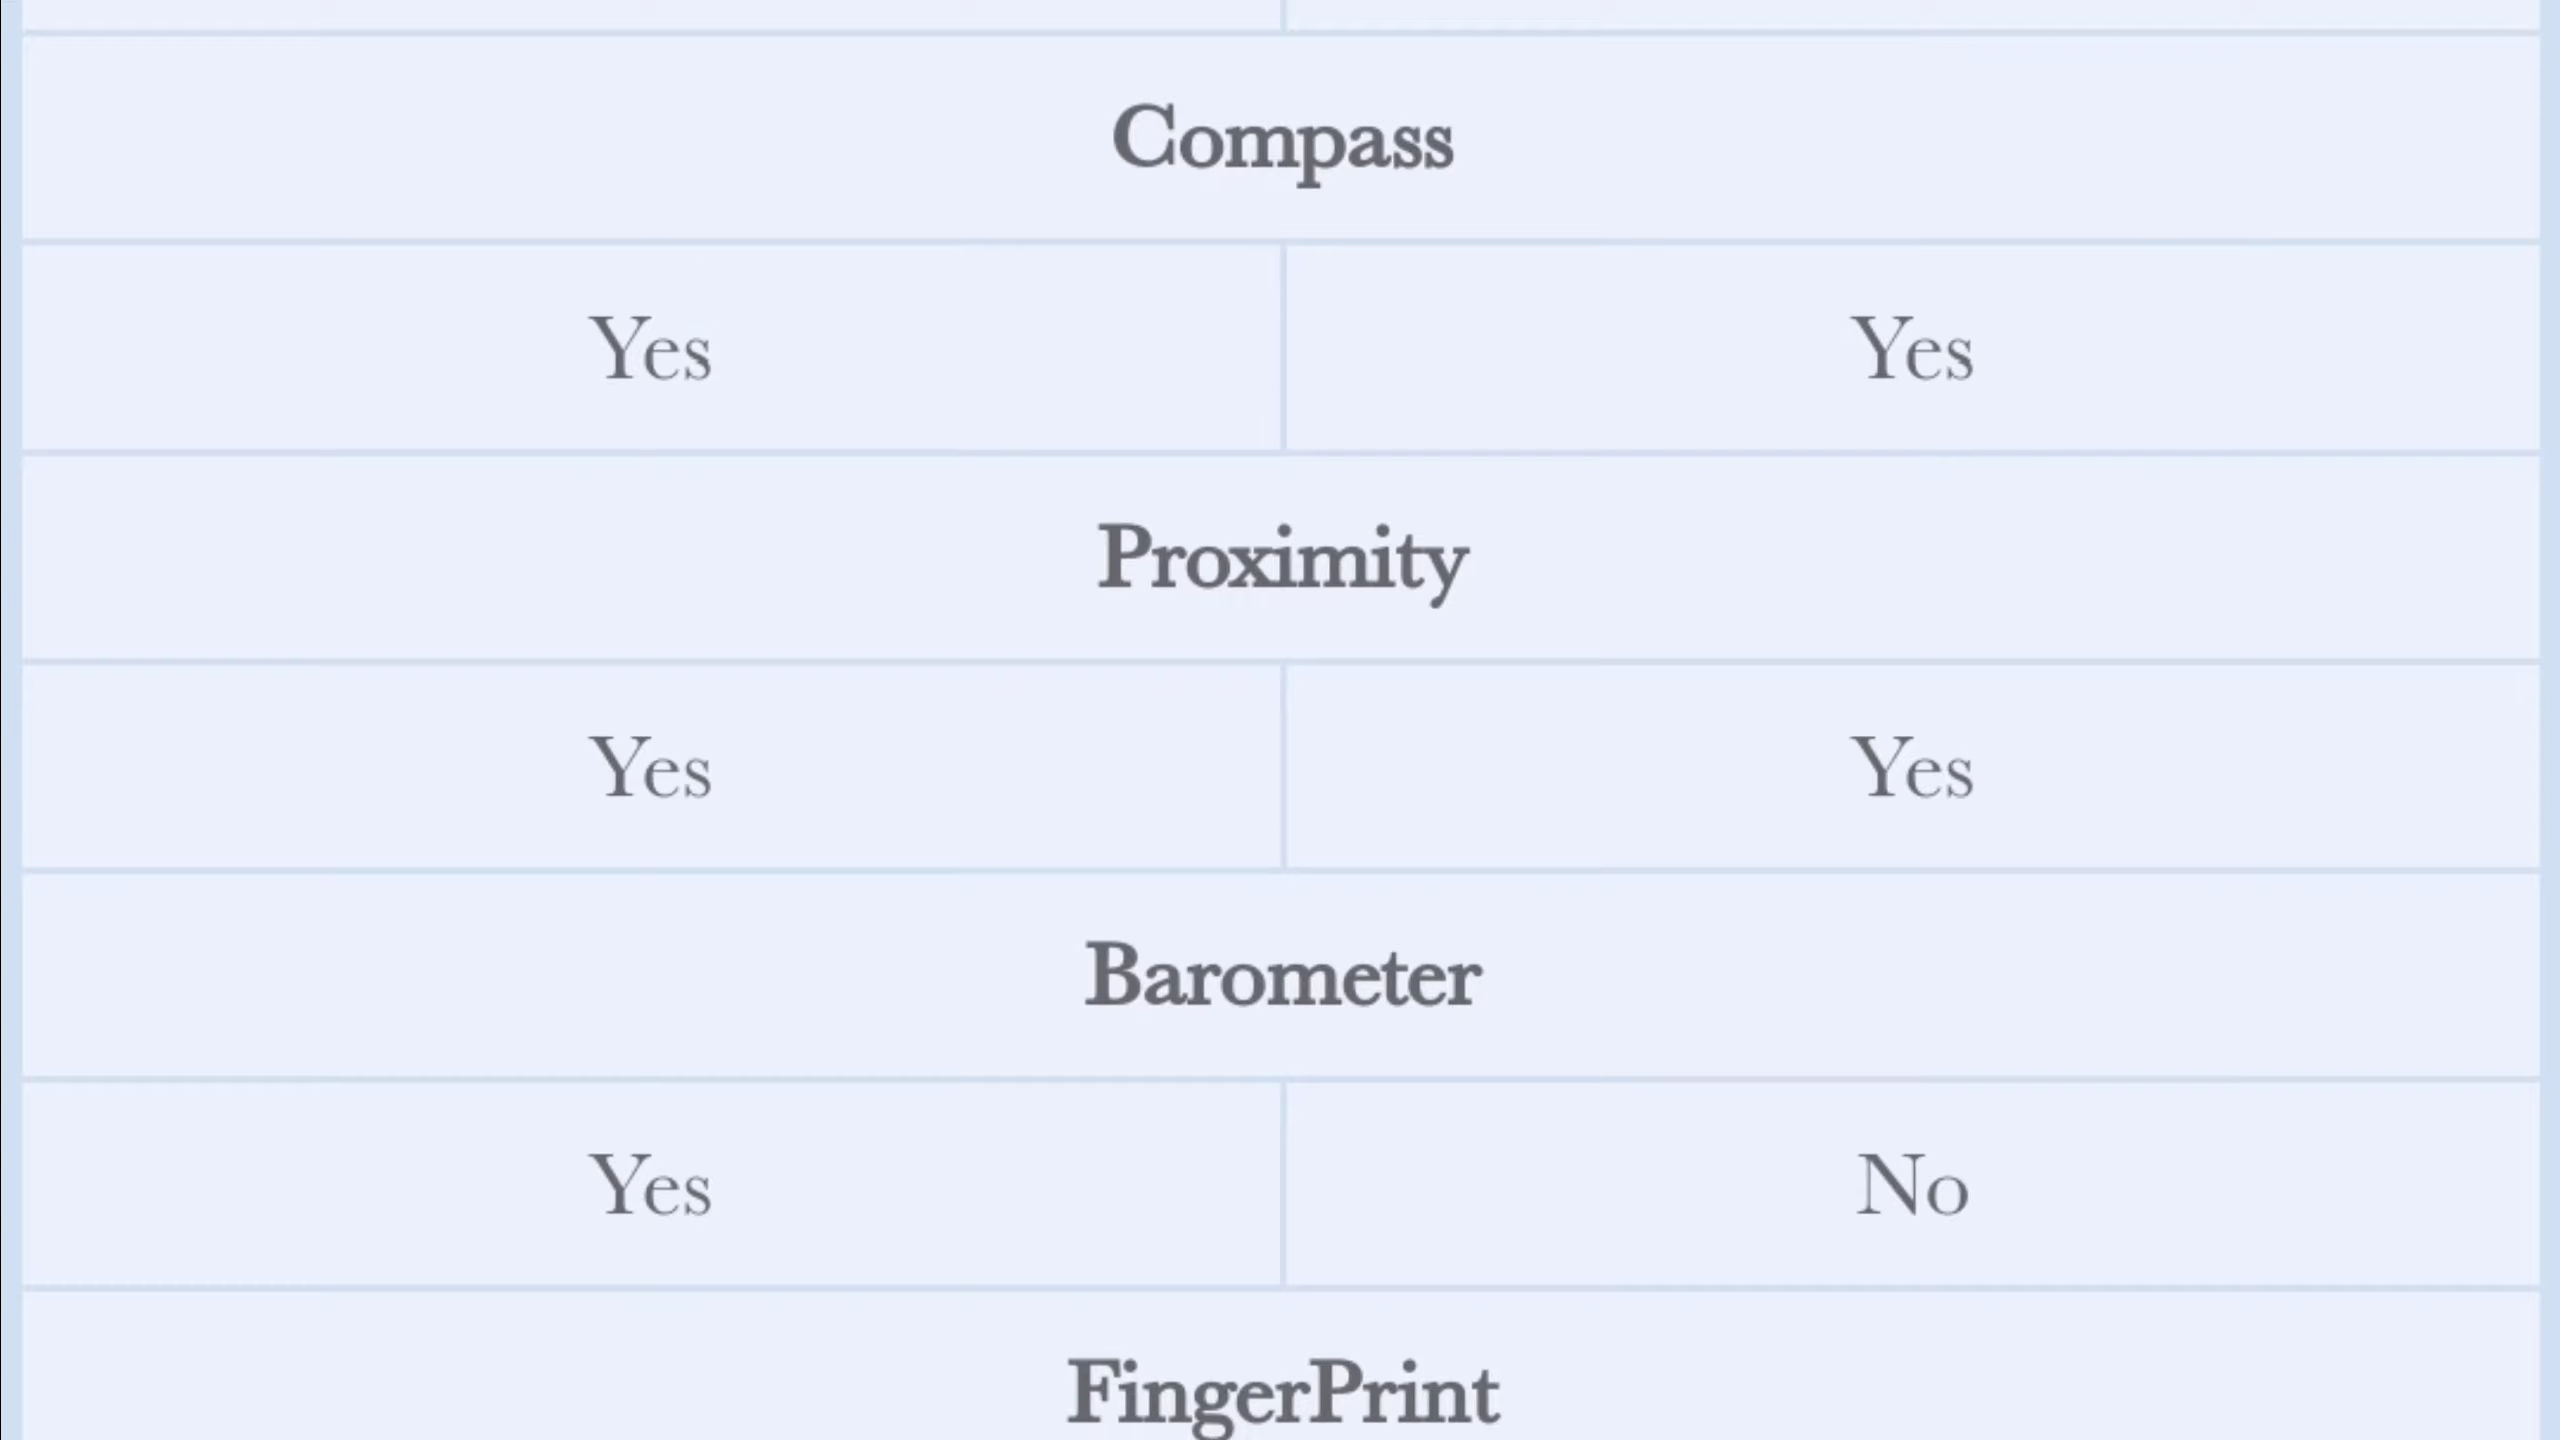 Compass
Yes Yes
Proximity
Yes Yes
Barometer
Yes No
FingerPrint